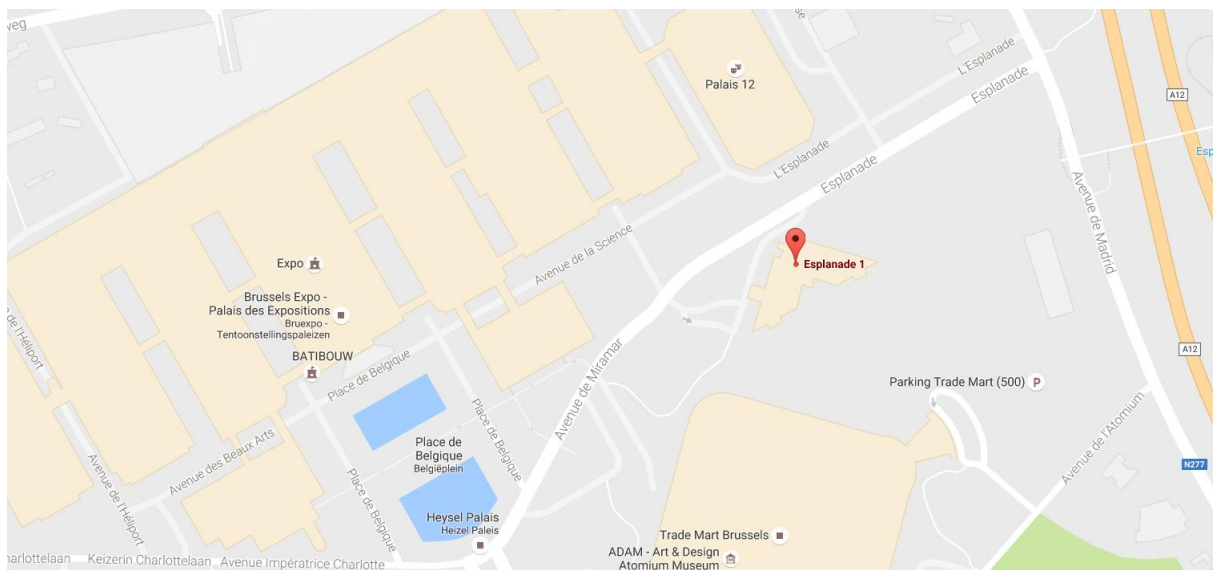 weg
Palais 12
L'Esplanade
Esplanade
A12
Esp
L'Esplanade
Esplanade
Avenue de Madrid
Avenue de la Science
Esplanade 1
Expo
Brussels Expo -
Palais des Expositions
Bruexpo -
Tentoonstellingspaleizen
BATIBOUW
Place de Belgique
Avenue de Miramar
A12
Parking Trade Mart (500)
P
ue de l'Héliport
Avenue des Beaux Arts
Place de
Belgique
Belgiëplein
Place de Belgique
Avenue de l'Atomium
N277
Avenue de l'Héliport
Place de Belgique
Heysel Palais
Heizel Paleis
Trade Mart Brussels
ADAM - Art & Design
Atomium Museum
harlottelaan
Keizerin Charlottelaan
Avenue Impératrice Charlotte